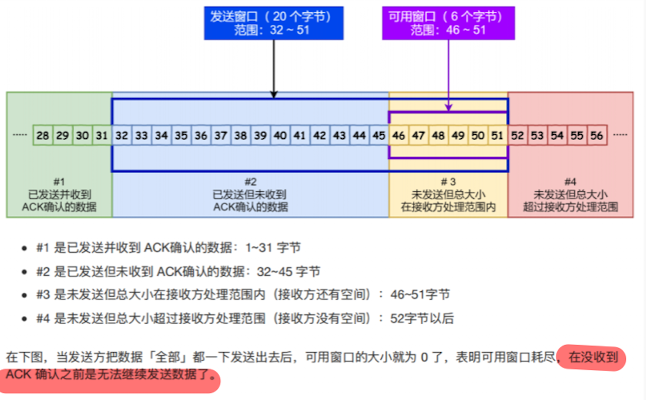 发送窗口（20 个字节）
范围：32 ~ 51
可用窗口（6 个字节）
范围：46 ~ 51
...... 28 29 30 31 32 33 34 35 36 37 38 39 40 41 42 43 44 45 46 47 48 49 50 51 52 53 54 55 56 ......
#1
已发送并收到
ACK确认的数据
#2
已发送但未收到
ACK确认的数据
# 3
未发送但总大小
在接收方处理范围内
#4
未发送但总大小
超过接收方处理范围
• #1 是已发送并收到 ACK确认的数据：1~31 字节
• #2 是已发送但未收到 ACK确认的数据：32~45 字节
• #3 是未发送但总大小在接收方处理范围内（接收方还有空间）：46~51字节
• #4 是未发送但总大小超过接收方处理范围（接收方没有空间）：52字节以后
在下图，当发送方把数据「全部」都一下发送出去后，可用窗口的大小就为 0 了，表明可用窗口耗尽，在没收到
ACK 确认之前是无法继续发送数据了。